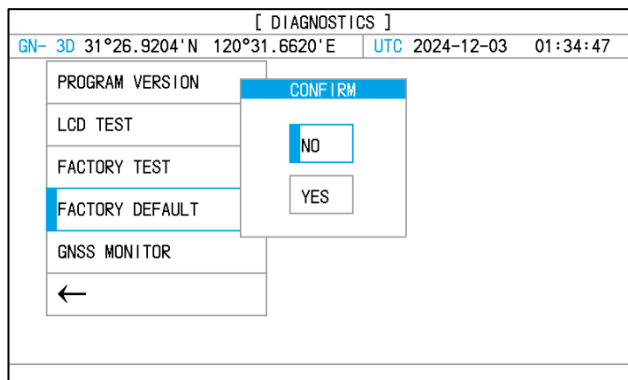 [ DIAGNOSTICS ]
GN- 3D 31°26.9204'N 120°31.6620'E UTC 2024-12-03 01:34:47
PROGRAM VERSION
LCD TEST
FACTORY TEST
FACTORY DEFAULT
GNSS MONITOR
←
CONFIRM
NO
YES